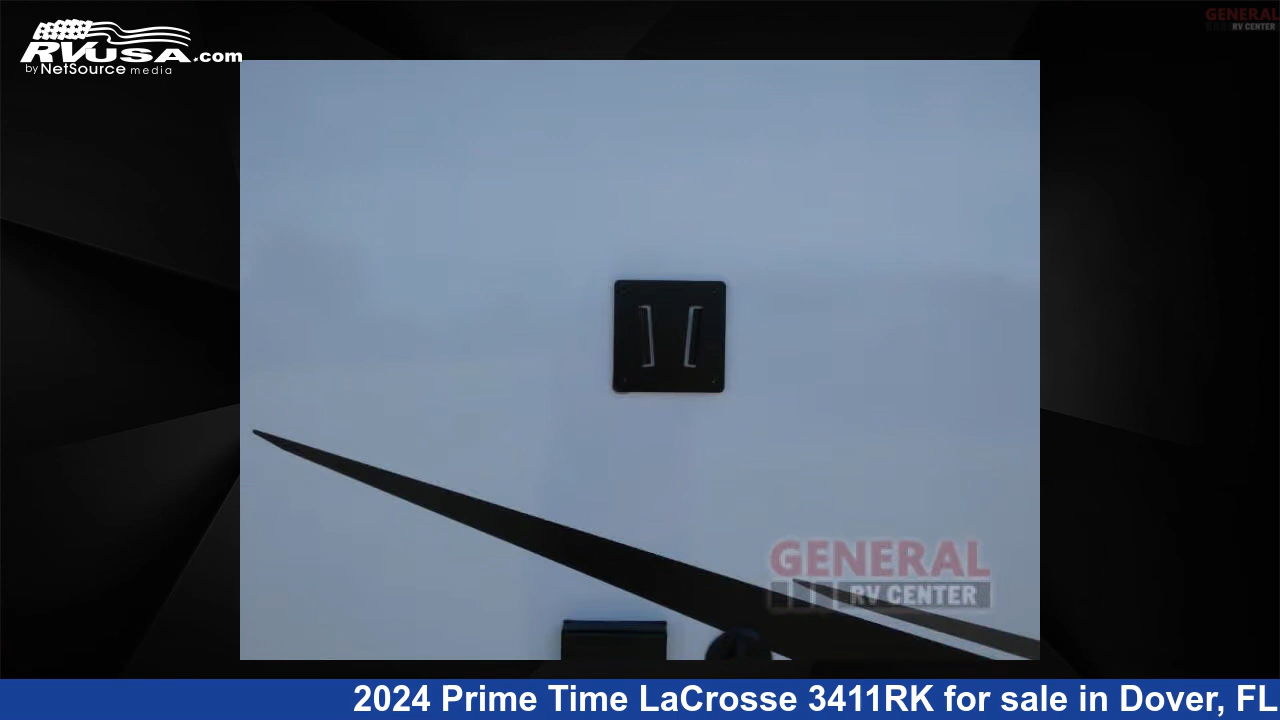 GENERAL
RV CENTER
RVUSA.com
by NetSource media
GENERAL
RV CENTER
2024 Prime Time LaCrosse 3411RK for sale in Dover, FL